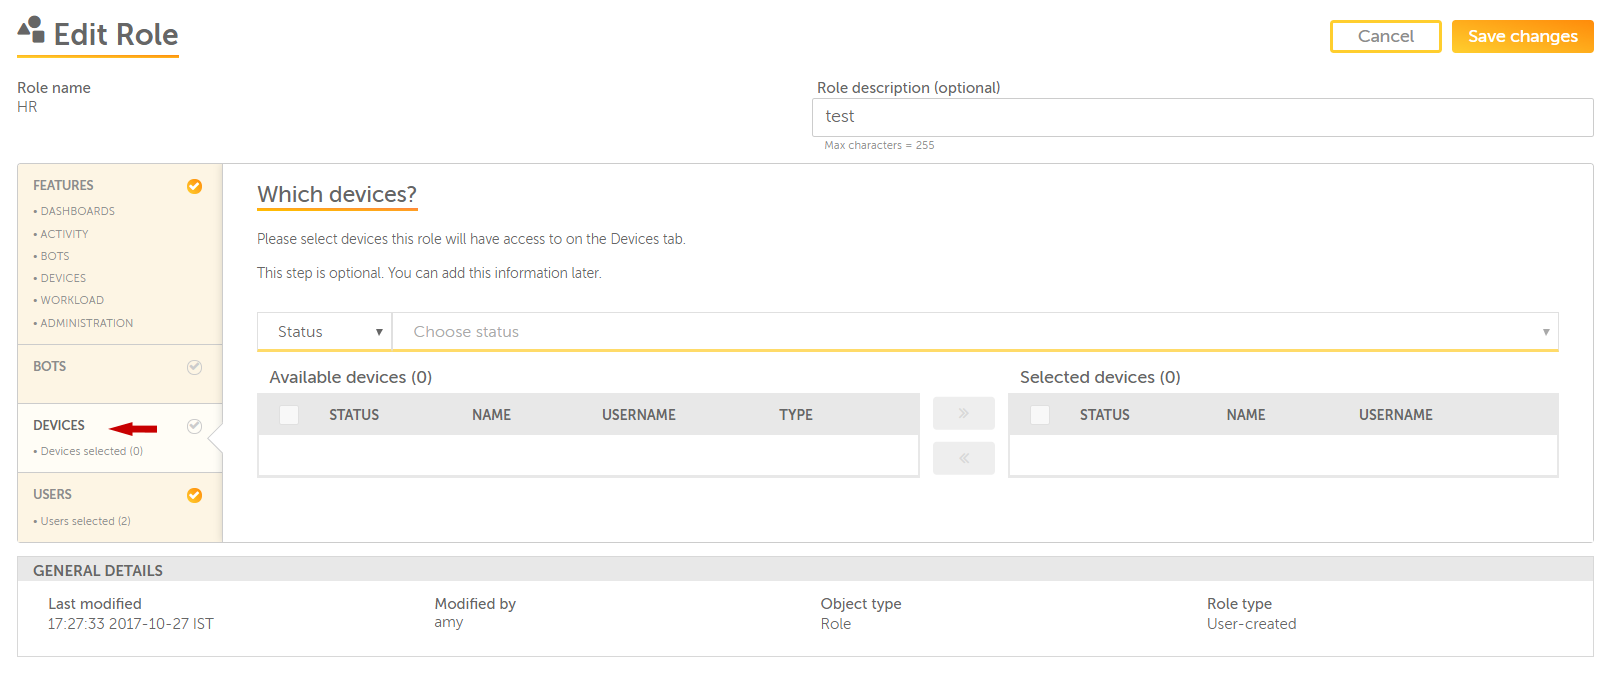 Edit Role
Cancel
Save changes
Role name
HR
Role description (optional)
test
Max characters = 255
FEATURES
• DASHBOARDS
• ACTIVITY
• BOTS
• DEVICES
• WORKLOAD
• ADMINISTRATION
BOTS
DEVICES
• Devices selected (0)
USERS
• Users selected (2)
Which devices?
Please select devices this role will have access to on the Devices tab.
This step is optional. You can add this information later.
Status
Choose status
Available devices (0)
STATUS NAME USERNAME TYPE
Selected devices (0)
STATUS NAME USERNAME
GENERAL DETAILS
Last modified
17:27:33 2017-10-27 IST
Modified by
amy
Object type
Role
Role type
User-created